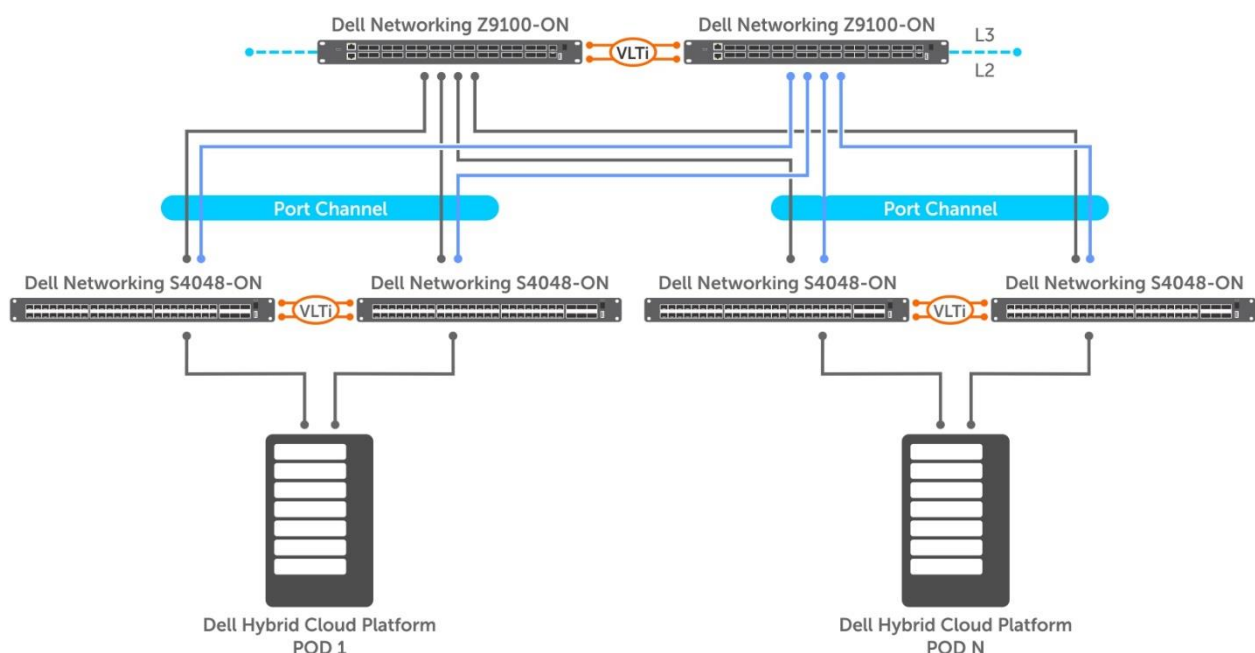 Dell Networking Z9100-ON
Dell Networking Z9100-ON
VLTi
L3
L2
Port Channel
Port Channel
Dell Networking S4048-ON
Dell Networking S4048-ON
Dell Networking S4048-ON
Dell Networking S4048-ON
VLTi
VLTi
Dell Hybrid Cloud Platform
POD 1
Dell Hybrid Cloud Platform
POD N